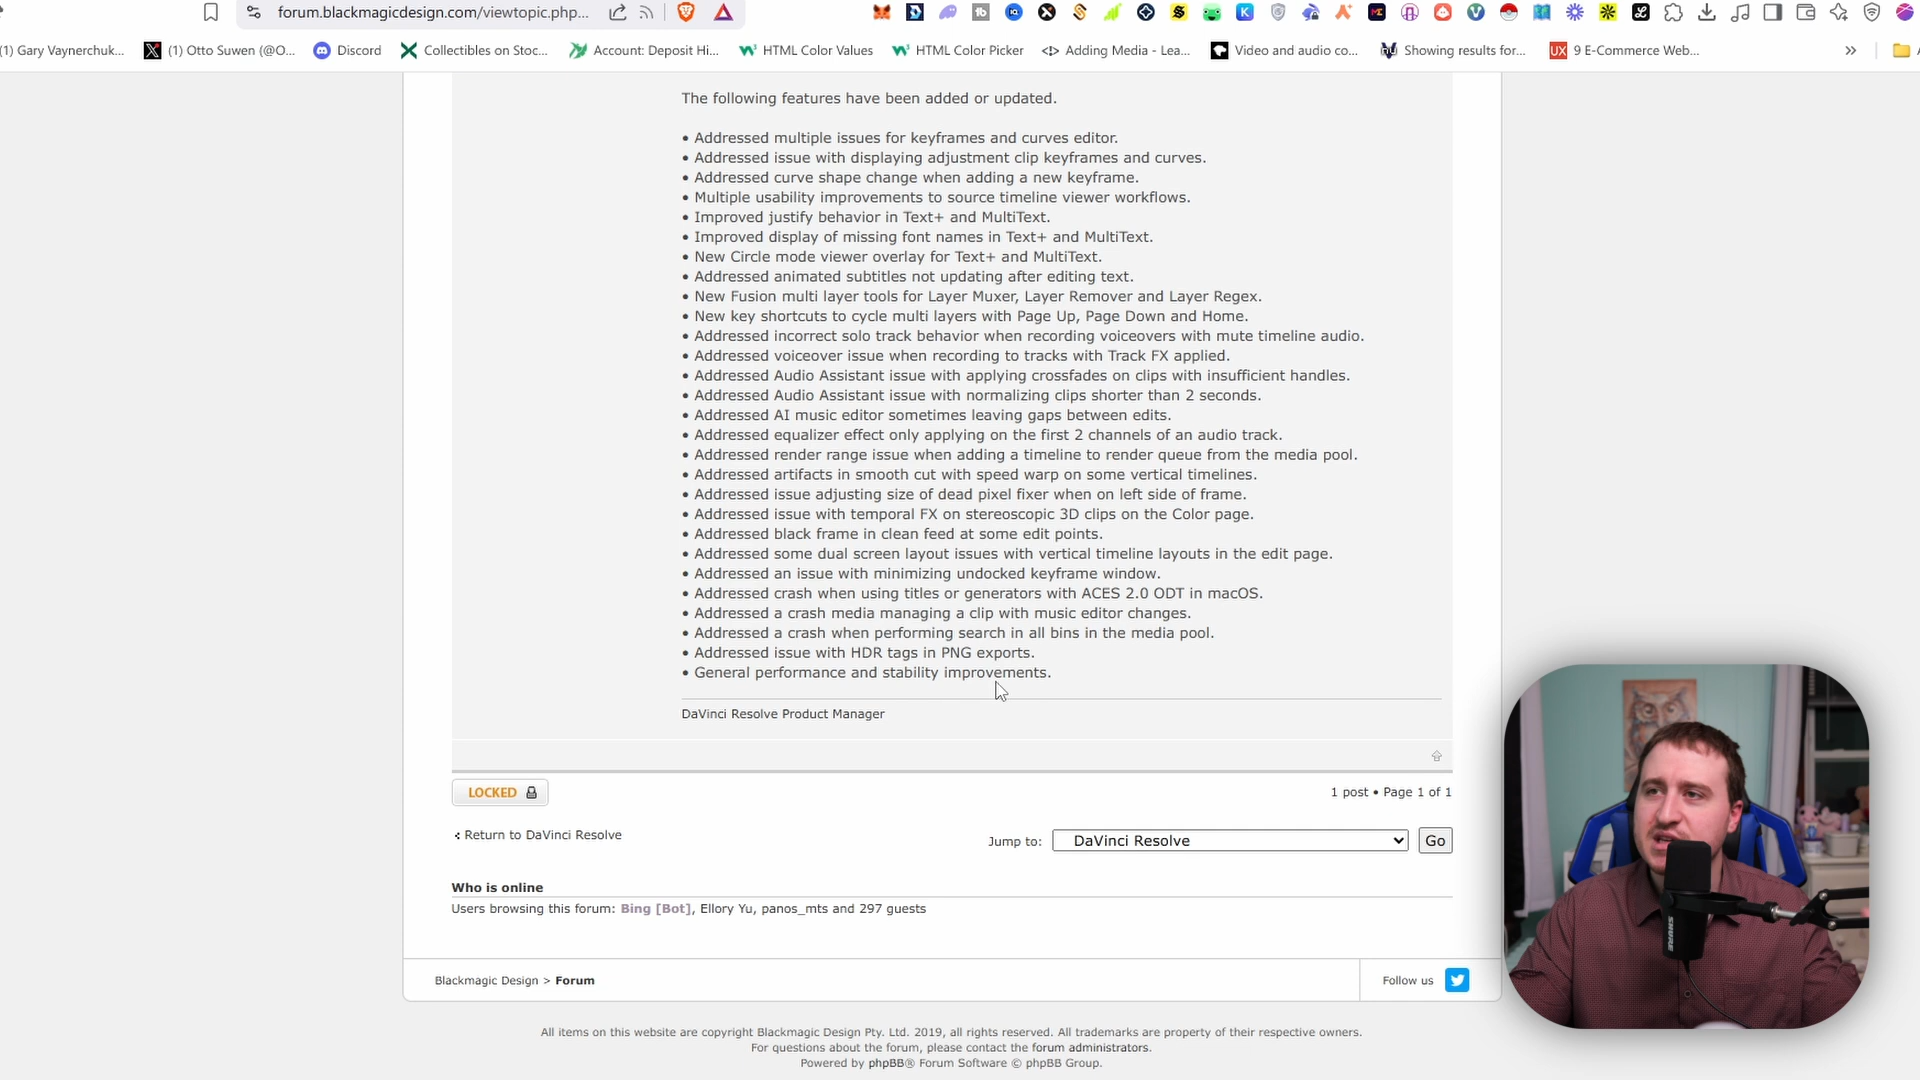 forum.blackmagicdesign.com/viewtopic.php...
(1) Gary Vaynerchuk...
(1) Otto Suwen (@O...
Discord
Collectibles on Stoc...
Account: Deposit Hi...
HTML Color Values
HTML Color Picker
Adding Media - Lea...
Video and audio co...
Showing results for...
UX 9 E-Commerce Web...
The following features have been added or updated.
• Addressed multiple issues for keyframes and curves editor.
• Addressed issue with displaying adjustment clip keyframes and curves.
• Addressed curve shape change when adding a new keyframe.
• Multiple usability improvements to source timeline viewer workflows.
• Improved justify behavior in Text+ and MultiText.
• Improved display of missing font names in Text+ and MultiText.
• New Circle mode viewer overlay for Text+ and MultiText.
• Addressed animated subtitles not updating after editing text.
• New Fusion multi layer tools for Layer Muxer, Layer Remover and Layer Regex.
• New key shortcuts to cycle multi layers with Page Up, Page Down and Home.
• Addressed incorrect solo track behavior when recording voiceovers with mute timeline audio.
• Addressed voiceover issue when recording to tracks with Track FX applied.
• Addressed Audio Assistant issue with applying crossfades on clips with insufficient handles.
• Addressed Audio Assistant issue with normalizing clips shorter than 2 seconds.
• Addressed AI music editor sometimes leaving gaps between edits.
• Addressed equalizer effect only applying on the first 2 channels of an audio track.
• Addressed render range issue when adding a timeline to render queue from the media pool.
• Addressed artifacts in smooth cut with speed warp on some vertical timelines.
• Addressed issue adjusting size of dead pixel fixer when on left side of frame.
• Addressed issue with temporal FX on stereoscopic 3D clips on the Color page.
• Addressed black frame in clean feed at some edit points.
• Addressed some dual screen layout issues with vertical timeline layouts in the edit page.
• Addressed an issue with minimizing undocked keyframe window.
• Addressed crash when using titles or generators with ACES 2.0 ODT in macOS.
• Addressed a crash media managing a clip with music editor changes.
• Addressed a crash when performing search in all bins in the media pool.
• Addressed issue with HDR tags in PNG exports.
• General performance and stability improvements.
DaVinci Resolve Product Manager
LOCKED
1 post • Page 1 of 1
Return to DaVinci Resolve
Jump to: DaVinci Resolve Go
Who is online
Users browsing this forum: Bing [Bot], Ellory Yu, panos_mts and 297 guests
Blackmagic Design > Forum
Follow us
All items on this website are copyright Blackmagic Design Pty. Ltd. 2019, all rights reserved. All trademarks are property of their respective owners.
For questions about the forum, please contact the forum administrators.
Powered by phpBB® Forum Software © phpBB Group.
SHURE